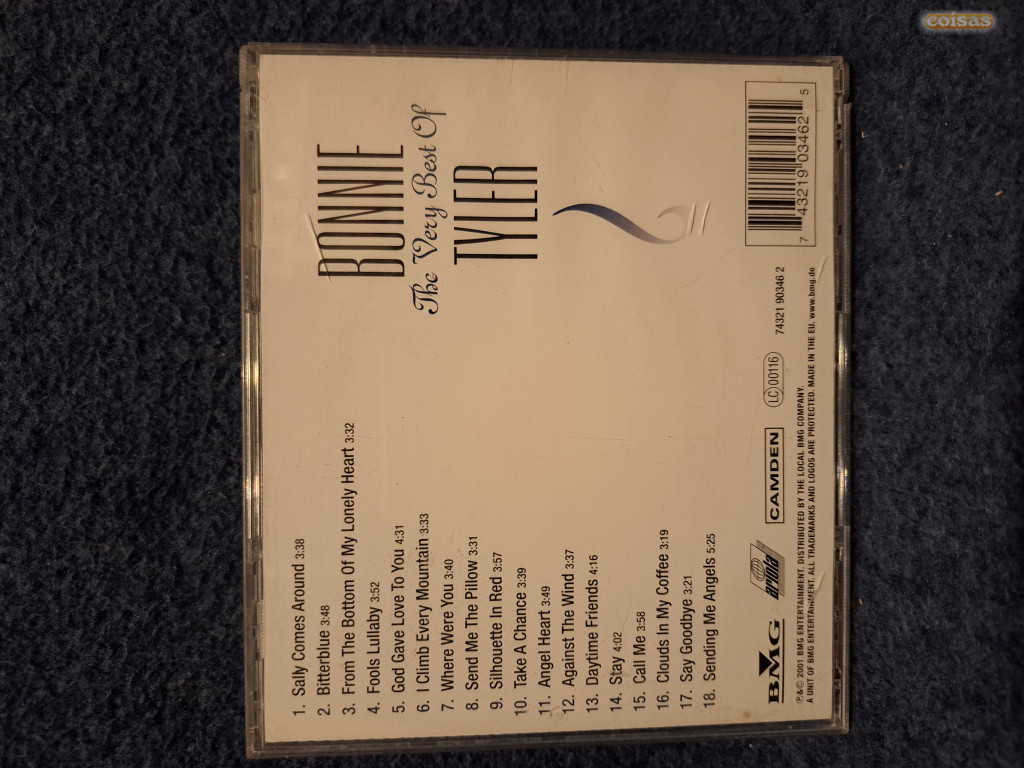 coisas
BONNIE
The Very Best Of
TYLER
1. Sally Comes Around 3:38
2. Bitterblue 3:48
3. From The Bottom Of My Lonely Heart 3:32
4. Fools Lullaby 3:52
5. God Gave Love To You 4:31
6. I Climb Every Mountain 3:33
7. Where Were You 3:40
8. Send Me The Pillow 3:31
9. Silhouette In Red 3:57
10. Take A Chance 3:39
11. Angel Heart 3:49
12. Against The Wind 3:37
13. Daytime Friends 4:16
14. Stay 4:02
15. Call Me 3:58
16. Clouds In My Coffee 3:19
17. Say Goodbye 3:21
18. Sending Me Angels 5:25
BMG ariola CAMDEN LC 00116 74321 90346 2
7 43219 03462 5
℗&© 2001 BMG ENTERTAINMENT. DISTRIBUTED BY THE LOCAL BMG COMPANY.
A UNIT OF BMG ENTERTAINMENT. ALL TRADEMARKS AND LOGOS ARE PROTECTED. MADE IN THE EU. www.bmg.de